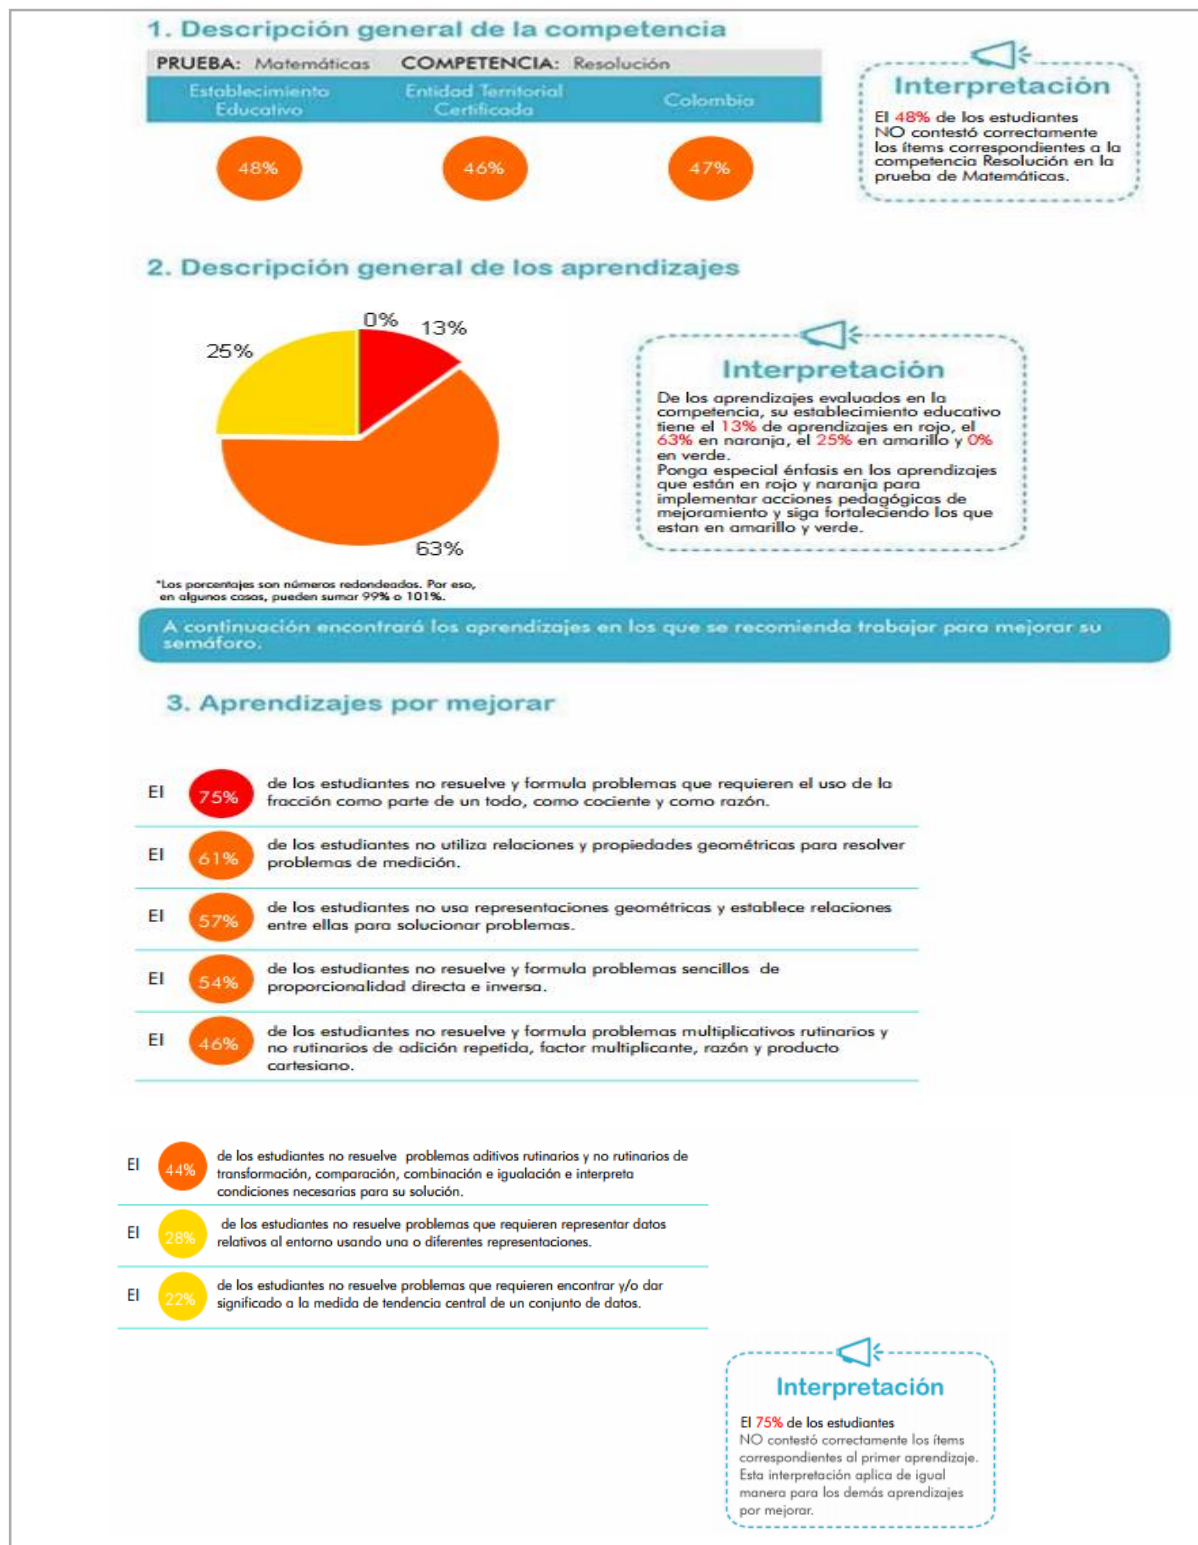 1. Descripción general de la competencia
PRUEBA: Matemáticas COMPETENCIA: Resolución
Establecimiento
Educativo
Entidad Territorial
Certificada
Colombia
48%
46%
47%
Interpretación
El 48% de los estudiantes
NO contestó correctamente
los ítems correspondientes a la
competencia Resolución en la
prueba de Matemáticas.
2. Descripción general de los aprendizajes
0%
13%
25%
63%
Interpretación
De los aprendizajes evaluados en la
competencia, su establecimiento educativo
tiene el 13% de aprendizajes en rojo, el
63% en naranja, el 25% en amarillo y 0%
en verde.
Ponga especial énfasis en los aprendizajes
que están en rojo y naranja para
implementar acciones pedagógicas de
mejoramiento y siga fortaleciendo los que
estan en amarillo y verde.
*Los porcentajes son números redondeados. Por eso,
en algunos casos, pueden sumar 99% o 101%.
A continuación encontrará los aprendizajes en los que se recomienda trabajar para mejorar su
semáforo.
3. Aprendizajes por mejorar
El 75% de los estudiantes no resuelve y formula problemas que requieren el uso de la
fracción como parte de un todo, como cociente y como razón.
El 61% de los estudiantes no utiliza relaciones y propiedades geométricas para resolver
problemas de medición.
El 57% de los estudiantes no usa representaciones geométricas y establece relaciones
entre ellas para solucionar problemas.
El 54% de los estudiantes no resuelve y formula problemas sencillos de
proporcionalidad directa e inversa.
El 46% de los estudiantes no resuelve y formula problemas multiplicativos rutinarios y
no rutinarios de adición repetida, factor multiplicante, razón y producto
cartesiano.
El 44% de los estudiantes no resuelve problemas aditivos rutinarios y no rutinarios de
transformación, comparación, combinación e igualación e interpreta
condiciones necesarias para su solución.
El 28% de los estudiantes no resuelve problemas que requieren representar datos
relativos al entorno usando una o diferentes representaciones.
El 22% de los estudiantes no resuelve problemas que requieren encontrar y/o dar
significado a la medida de tendencia central de un conjunto de datos.
Interpretación
El 75% de los estudiantes
NO contestó correctamente los ítems
correspondientes al primer aprendizaje.
Esta interpretación aplica de igual
manera para los demás aprendizajes
por mejorar.